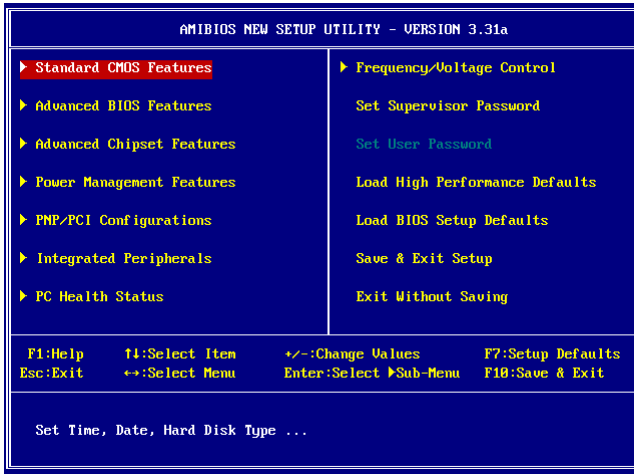 AMIBIOS NEW SETUP UTILITY - VERSION 3.31a
Standard CMOS Features
Advanced BIOS Features
Advanced Chipset Features
Power Management Features
PNP/PCI Configurations
Integrated Peripherals
PC Health Status
Frequency/Voltage Control
Set Supervisor Password
Set User Password
Load High Performance Defaults
Load BIOS Setup Defaults
Save & Exit Setup
Exit Without Saving
F1:Help ↑↓:Select Item +/-:Change Values F7:Setup Defaults
Esc:Exit ↔:Select Menu Enter:Select ►Sub-Menu F10:Save & Exit
Set Time, Date, Hard Disk Type ...